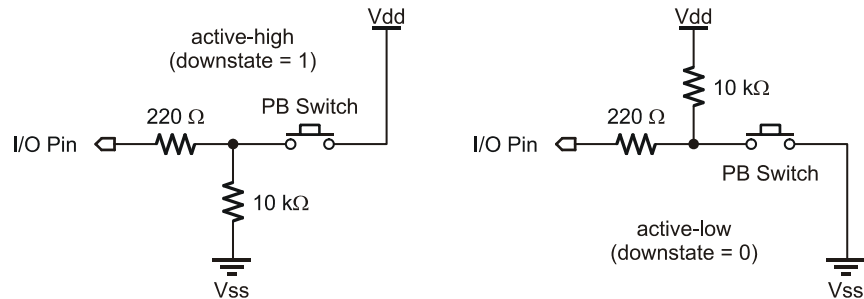 Vdd
active-high
(downstate = 1)
220 Ω
PB Switch
I/O Pin
10 kΩ
Vss
Vdd
10 kΩ
220 Ω
I/O Pin
PB Switch
active-low
(downstate = 0)
Vss